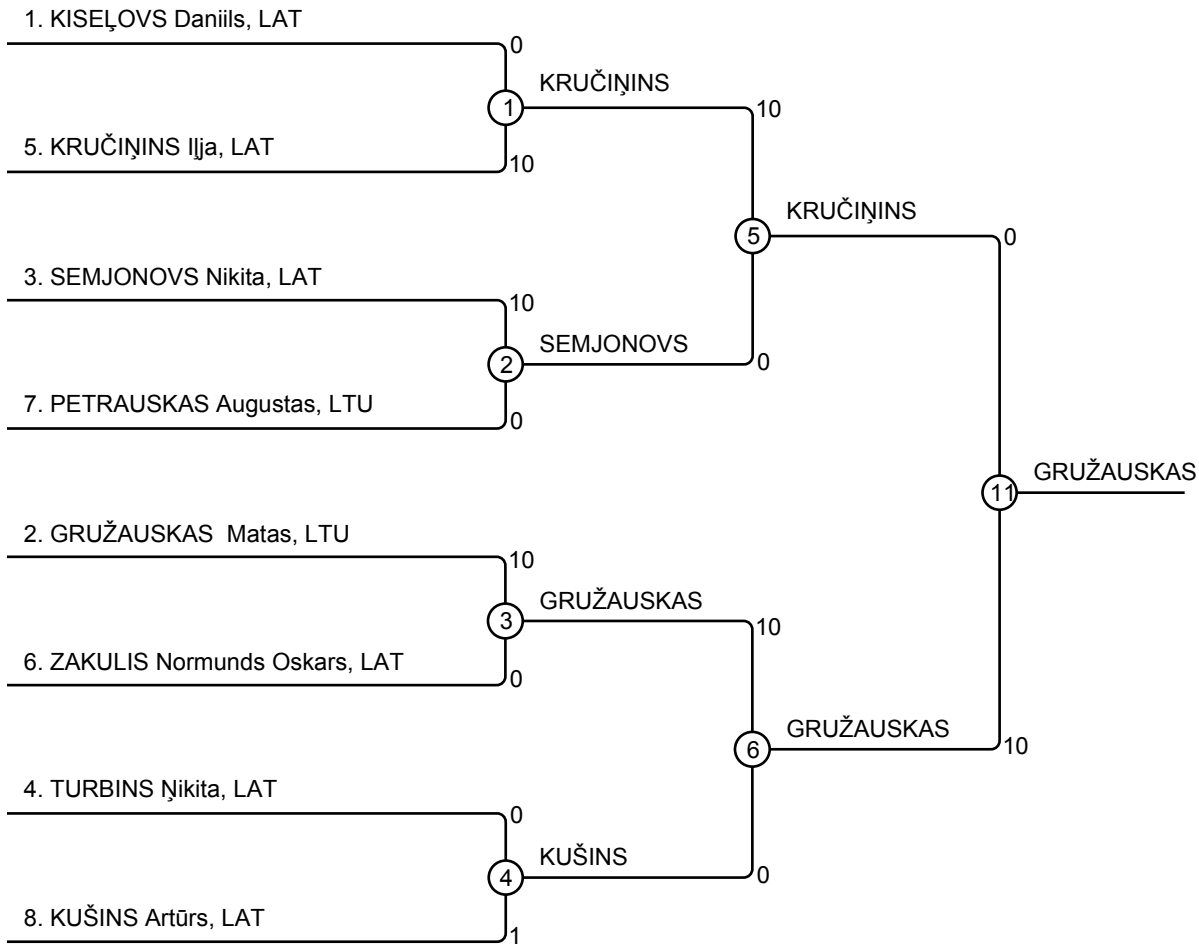 1. KISEĻOVS Daniils, LAT
0
1
KRUČIŅINS
10
5. KRUČIŅINS Iļja, LAT
10
5
KRUČIŅINS
0
3. SEMJONOVS Nikita, LAT
10
2
SEMJONOVS
0
7. PETRAUSKAS Augustas, LTU
0
11
GRUŽAUSKAS
2. GRUŽAUSKAS  Matas, LTU
10
3
GRUŽAUSKAS
10
6. ZAKULIS Normunds Oskars, LAT
0
6
GRUŽAUSKAS
10
4. TURBINS Ņikita, LAT
0
4
KUŠINS
0
8. KUŠINS Artūrs, LAT
1